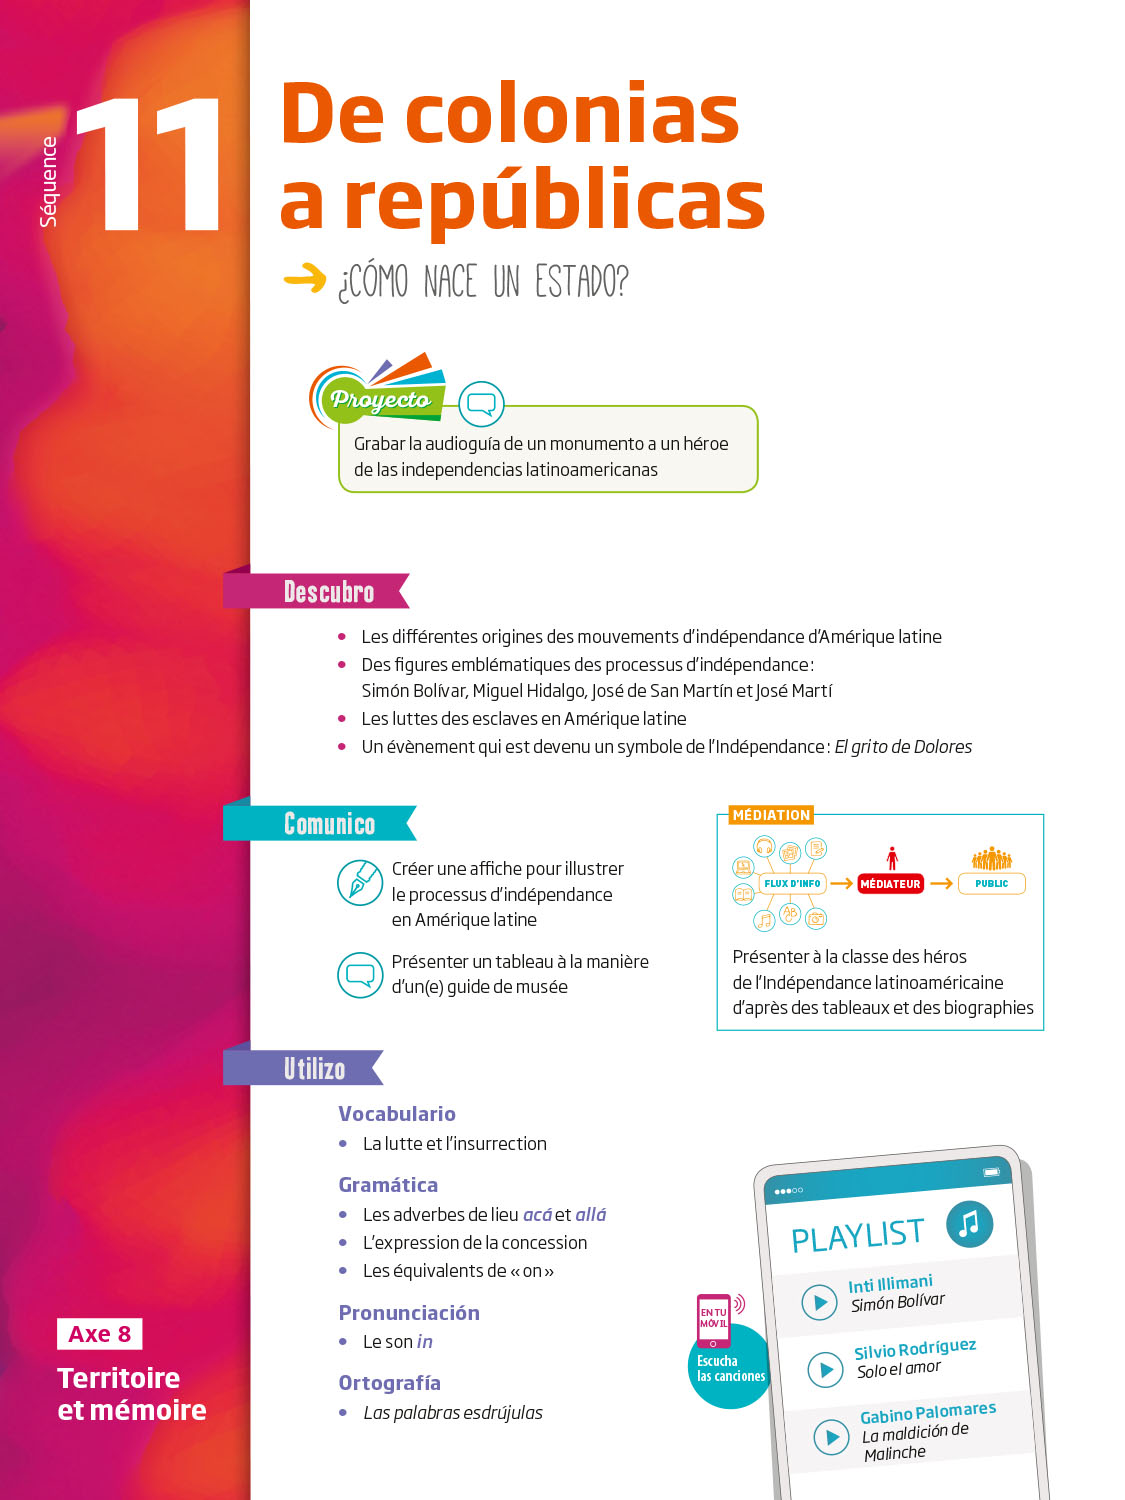 Séquence
11
De colonias
a repúblicas
¿CÓMO NACE UN ESTADO?
Proyecto
Grabar la audioguía de un monumento a un héroe
de las independencias latinoamericanas
Descubro
• Les différentes origines des mouvements d'indépendance d'Amérique latine
• Des figures emblématiques des processus d'indépendance :
Simón Bolívar, Miguel Hidalgo, José de San Martín et José Martí
• Les luttes des esclaves en Amérique latine
• Un évènement qui est devenu un symbole de l'Indépendance : El grito de Dolores
Comunico
Créer une affiche pour illustrer
le processus d'indépendance
en Amérique latine
Présenter un tableau à la manière
d'un(e) guide de musée
MÉDIATION
FLUX D'INFO
MÉDIATEUR
PUBLIC
Présenter à la classe des héros
de l'Indépendance latinoaméricaine
d'après des tableaux et des biographies
Utilizo
Vocabulario
• La lutte et l'insurrection
Gramática
• Les adverbes de lieu acá et allá
• L'expression de la concession
• Les équivalents de « on »
Pronunciación
• Le son in
Ortografía
• Las palabras esdrújulas
EN TU
MÓVIL
Escucha
las canciones
PLAYLIST
Inti Illimani
Simón Bolívar
Silvio Rodríguez
Solo el amor
Gabino Palomares
La maldición de
Malinche
Axe 8
Territoire
et mémoire